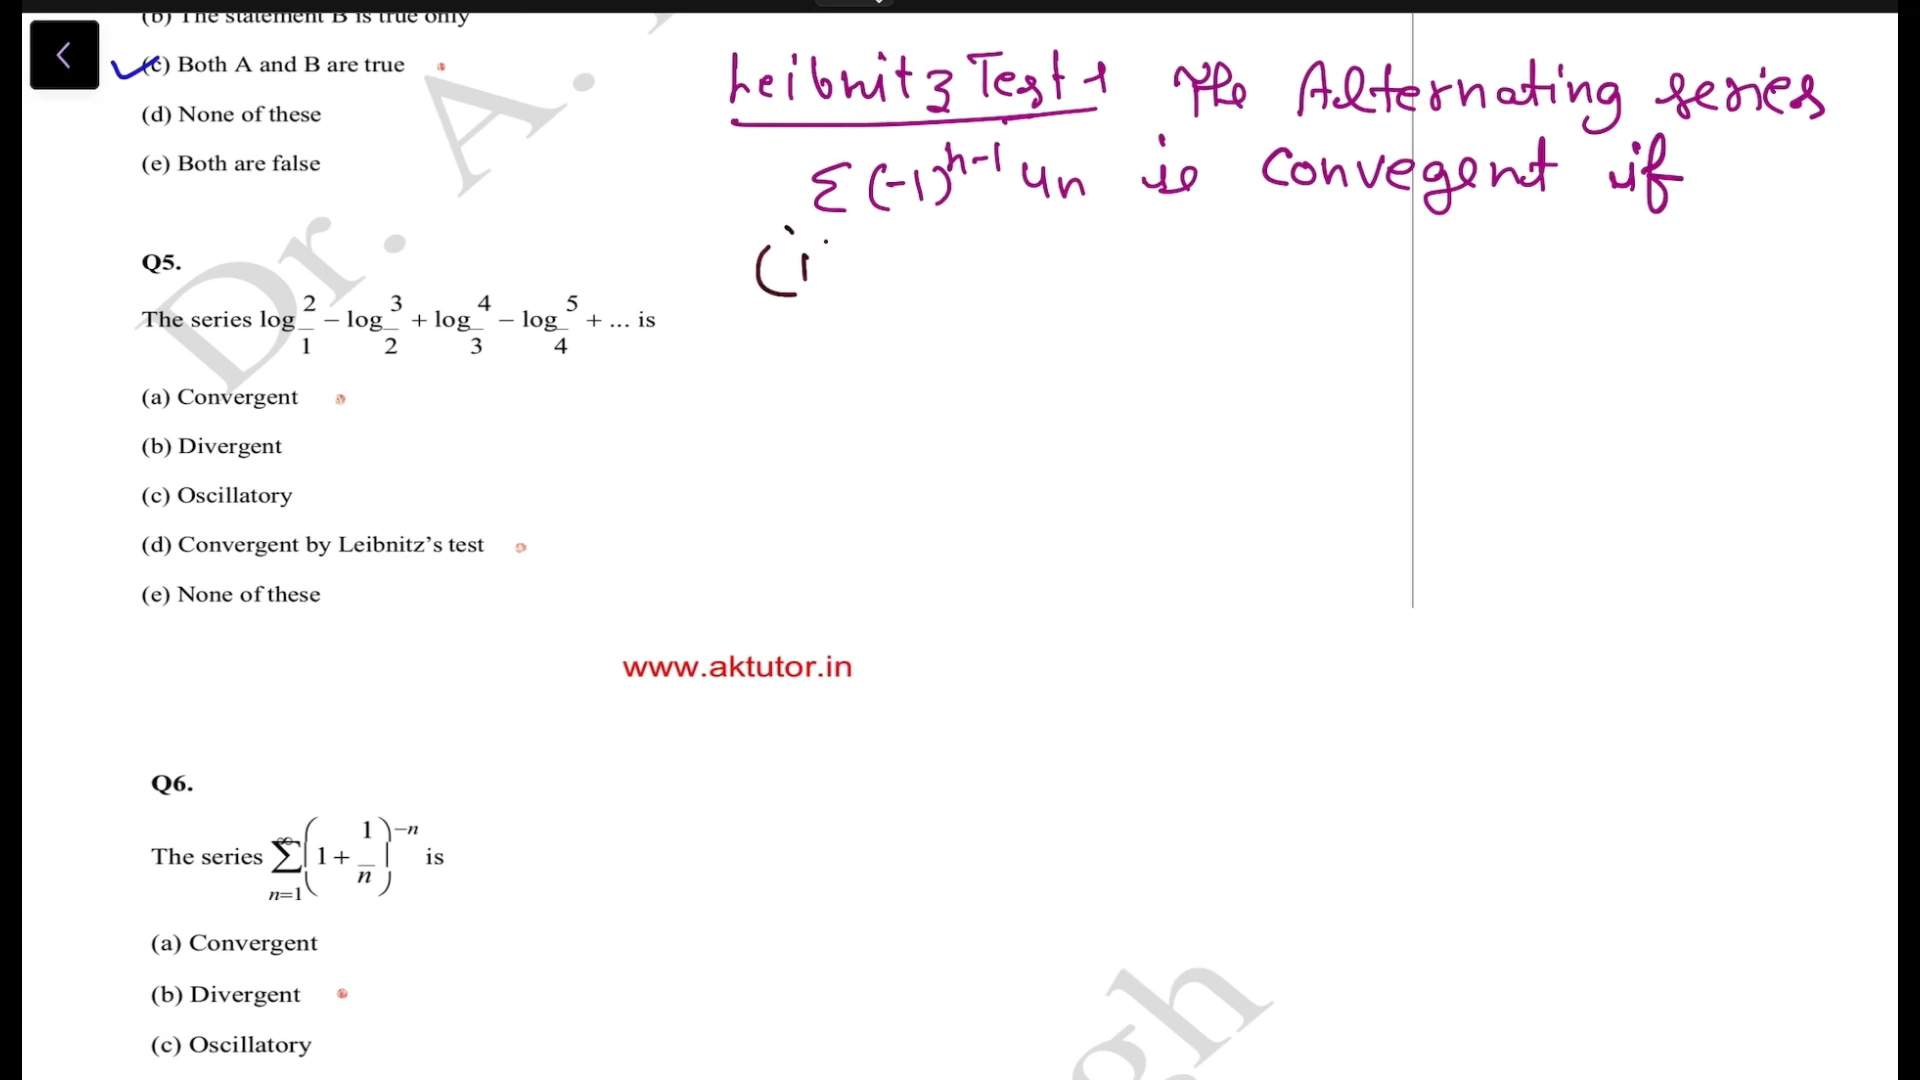 (b) The statement B is true only
(c) Both A and B are true
(d) None of these
(e) Both are false
Leibnitz Test : The Alternating series
Σ(-1)^n-1 un is convegent if
(i
Q5.
The series log 2/1 − log 3/2 + log 4/3 − log 5/4 + ... is
(a) Convergent
(b) Divergent
(c) Oscillatory
(d) Convergent by Leibnitz’s test
(e) None of these
www.aktutor.in
Q6.
The series ∞∑n=1 (1 + 1/n)^−n is
(a) Convergent
(b) Divergent
(c) Oscillatory
Dr. A.
gh